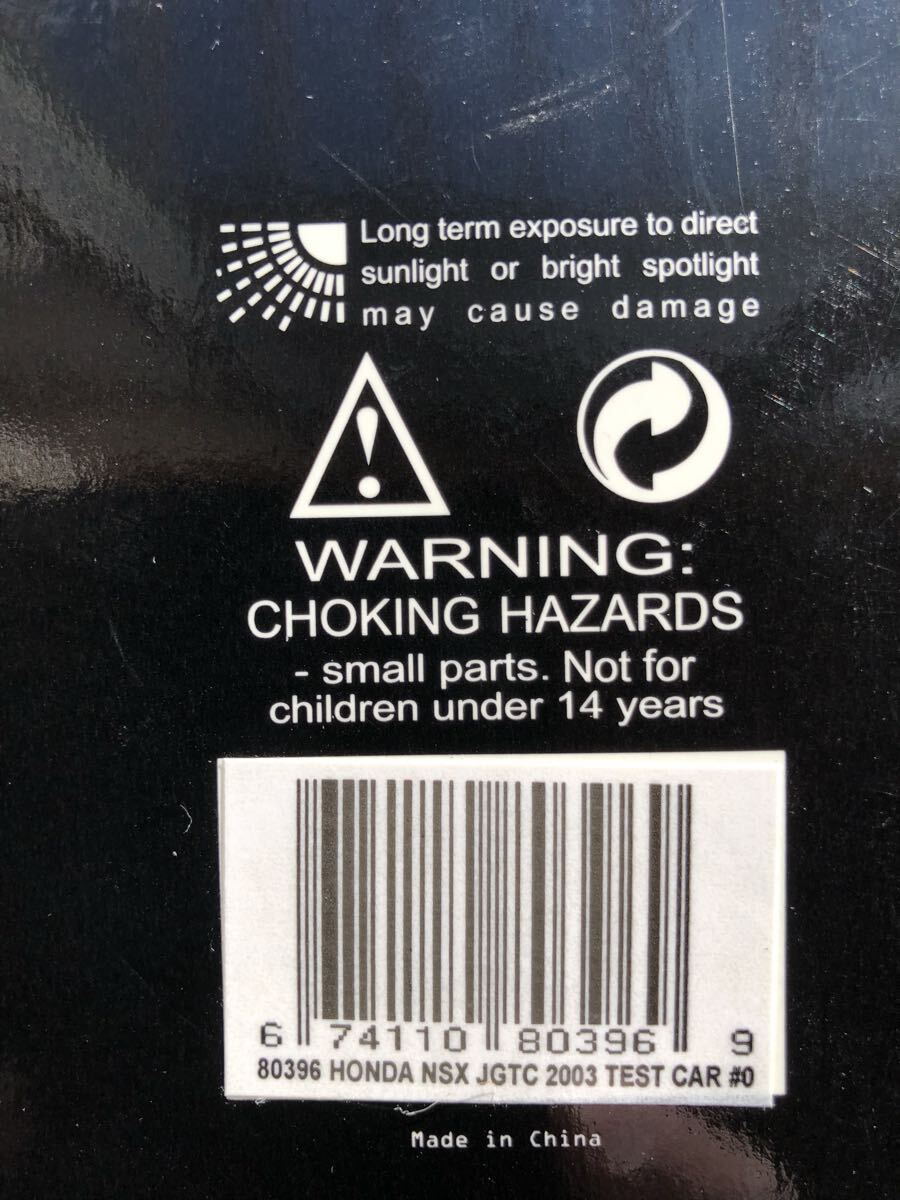 Long term exposure to direct
sunlight or bright spotlight
may cause damage
WARNING:
CHOKING HAZARDS
- small parts. Not for
children under 14 years
6 74110 80396 9
80396 HONDA NSX JGTC 2003 TEST CAR #0
Made in China